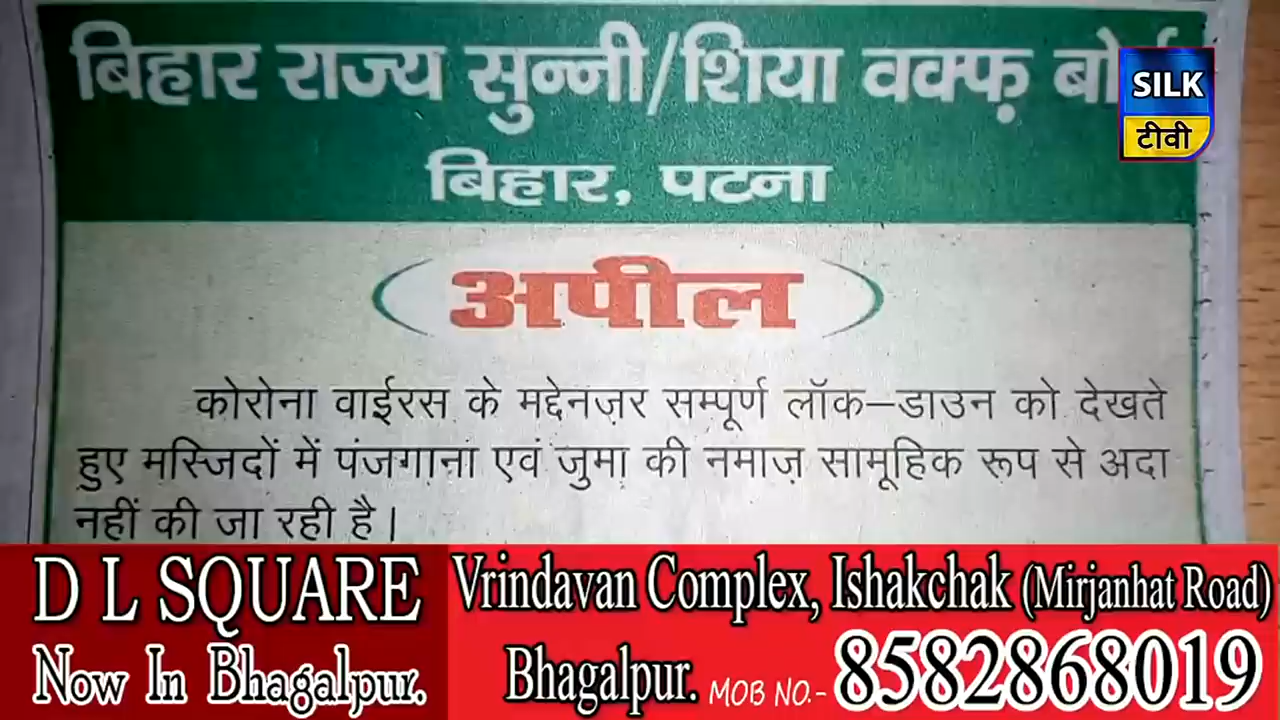 बिहार राज्य सुन्नी/शिया वक्फ़
SILK
टीवी
बिहार, पटना
अपील
कोरोना वाईरस के मद्देनज़र सम्पूर्ण लॉक–डाउन को देखते
हुए मस्जिदों में पंजगाना एवं जुमा की नमाज़ सामूहिक रूप से अदा
नहीं की जा रही है।
D L SQUARE
Now In Bhagalpur.
Vrindavan Complex, Ishakchak (Mirjanhat Road)
Bhagalpur. MOB NO.- 8582868019